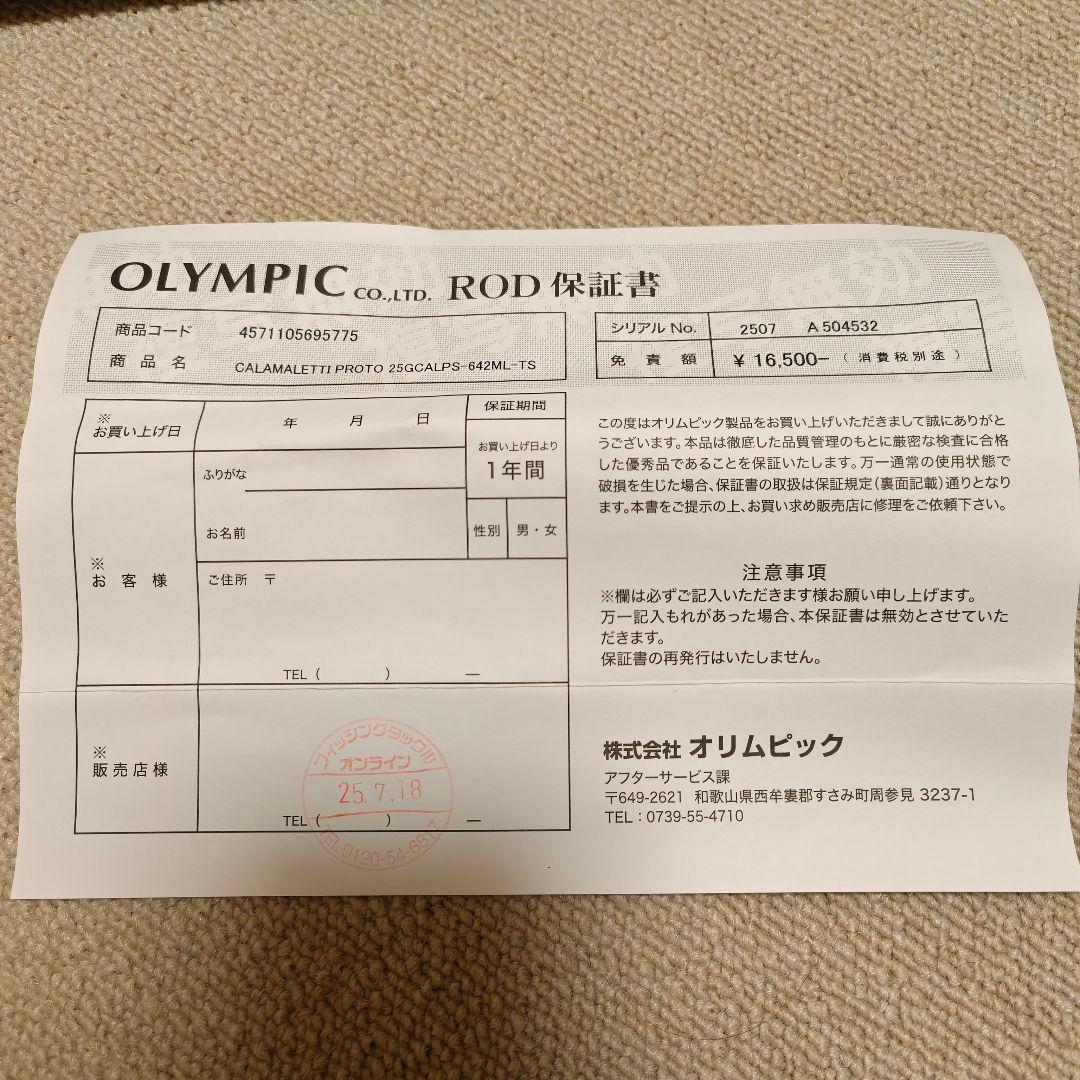 OLYMPIC CO.,LTD. ROD 保証書
商品コード 4571105695775
商品名 CALAMALETTI PROTO 25GCALPS-642ML-TS
シリアル No. 2507 A 504532
免責額 ¥ 16,500- (消費税別途)
※
お買い上げ日
年 月 日
保証期間
お買い上げ日より
1年間
※
お客様
ふりがな
お名前
性別 男・女
ご住所 〒
TEL ( ) ―
※
販売店様
フィッシングタックル
オンライン
25.7.18
TEL 0120-54-6817
TEL ( ) ―
この度はオリムピック製品をお買い上げいただきまして誠にありがと
うございます。本品は徹底した品質管理のもとに厳密な検査に合格
した優秀品であることを保証いたします。万一通常の使用状態で
破損を生じた場合、保証書の取扱は保証規定(裏面記載)通りとなり
ます。本書をご提示の上、お買い求め販売店に修理をご依頼下さい。
注意事項
※欄は必ずご記入いただきます様お願い申し上げます。
万一記入もれがあった場合、本保証書は無効とさせていた
だきます。
保証書の再発行はいたしません。
株式会社 オリムピック
アフターサービス課
〒649-2621 和歌山県西牟婁郡すさみ町周参見 3237-1
TEL：0739-55-4710